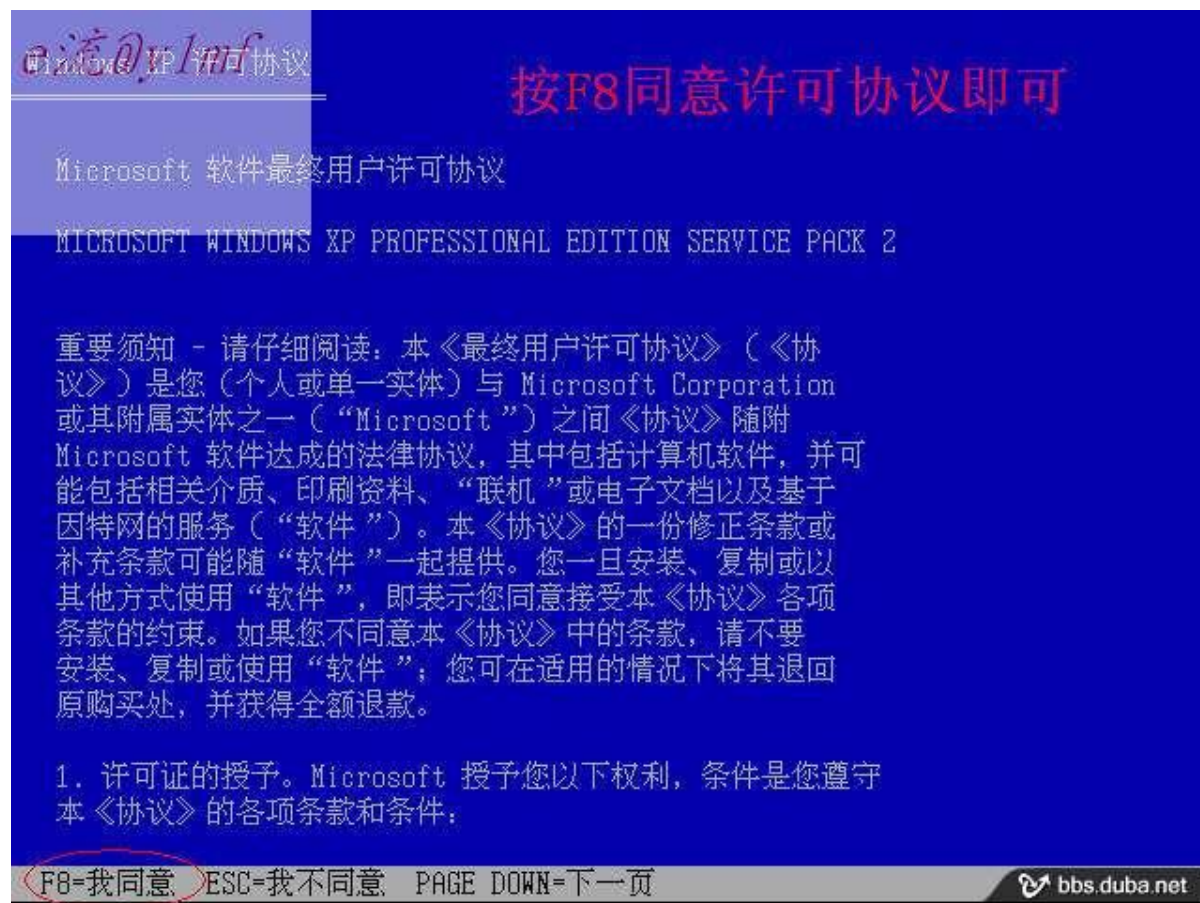 e流@ylmf
Windows XP 许可协议
按F8同意许可协议即可
Microsoft 软件最终用户许可协议
MICROSOFT WINDOWS XP PROFESSIONAL EDITION SERVICE PACK 2
重要须知 - 请仔细阅读：本《最终用户许可协议》（《协
议》）是您（个人或单一实体）与 Microsoft Corporation
或其附属实体之一（“Microsoft ”）之间《协议》随附
Microsoft 软件达成的法律协议，其中包括计算机软件，并可
能包括相关介质、印刷资料、“联机 ”或电子文档以及基于
因特网的服务（“软件 ”）。本《协议》的一份修正条款或
补充条款可能随“软件 ”一起提供。您一旦安装、复制或以
其他方式使用“软件 ”，即表示您同意接受本《协议》各项
条款的约束。如果您不同意本《协议》中的条款，请不要
安装、复制或使用“软件 ”；您可在适用的情况下将其退回
原购买处，并获得全额退款。
1. 许可证的授予。Microsoft 授予您以下权利，条件是您遵守
本《协议》的各项条款和条件：
F8=我同意 ESC=我不同意 PAGE DOWN=下一页
bbs.duba.net